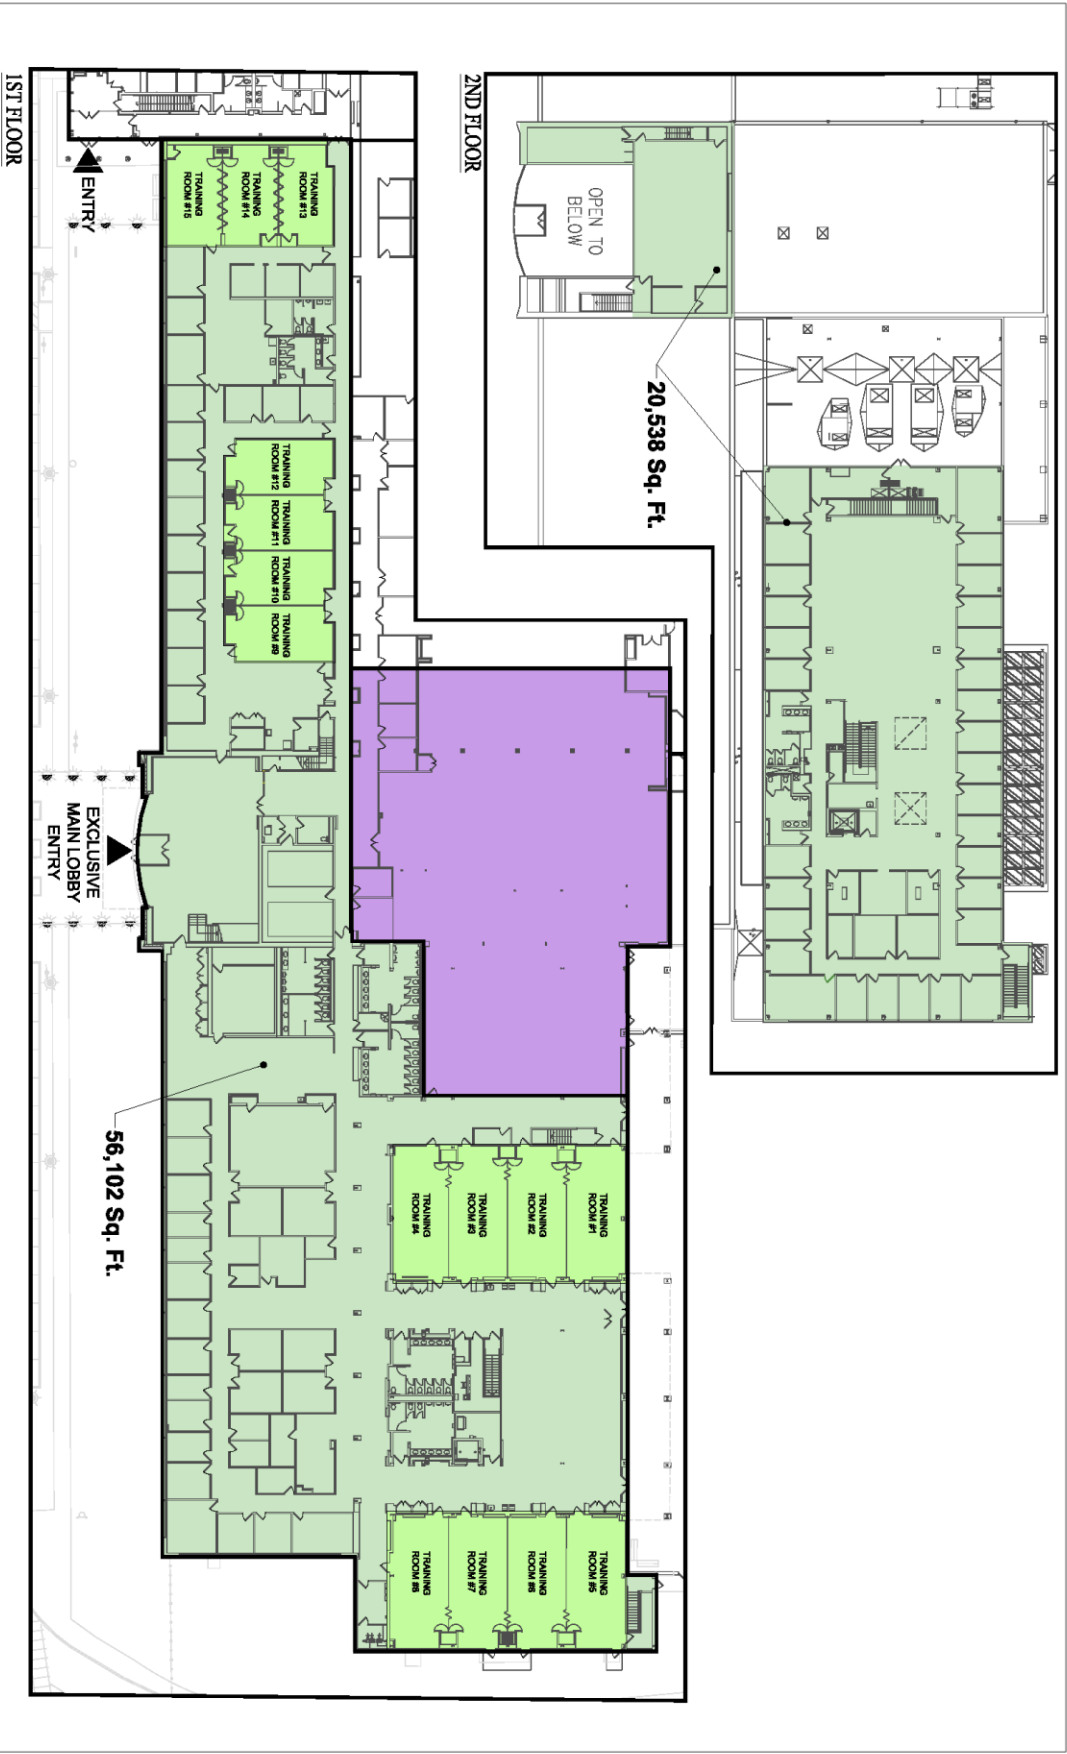 2ND FLOOR
OPEN TO
BELOW
20,538 Sq. Ft.
1ST FLOOR
ENTRY
TRAINING
ROOM #13
TRAINING
ROOM #14
TRAINING
ROOM #15
TRAINING
ROOM #12
TRAINING
ROOM #11
TRAINING
ROOM #10
TRAINING
ROOM #9
EXCLUSIVE
MAIN LOBBY
ENTRY
56,102 Sq. Ft.
TRAINING
ROOM #1
TRAINING
ROOM #2
TRAINING
ROOM #3
TRAINING
ROOM #4
TRAINING
ROOM #5
TRAINING
ROOM #6
TRAINING
ROOM #7
TRAINING
ROOM #8